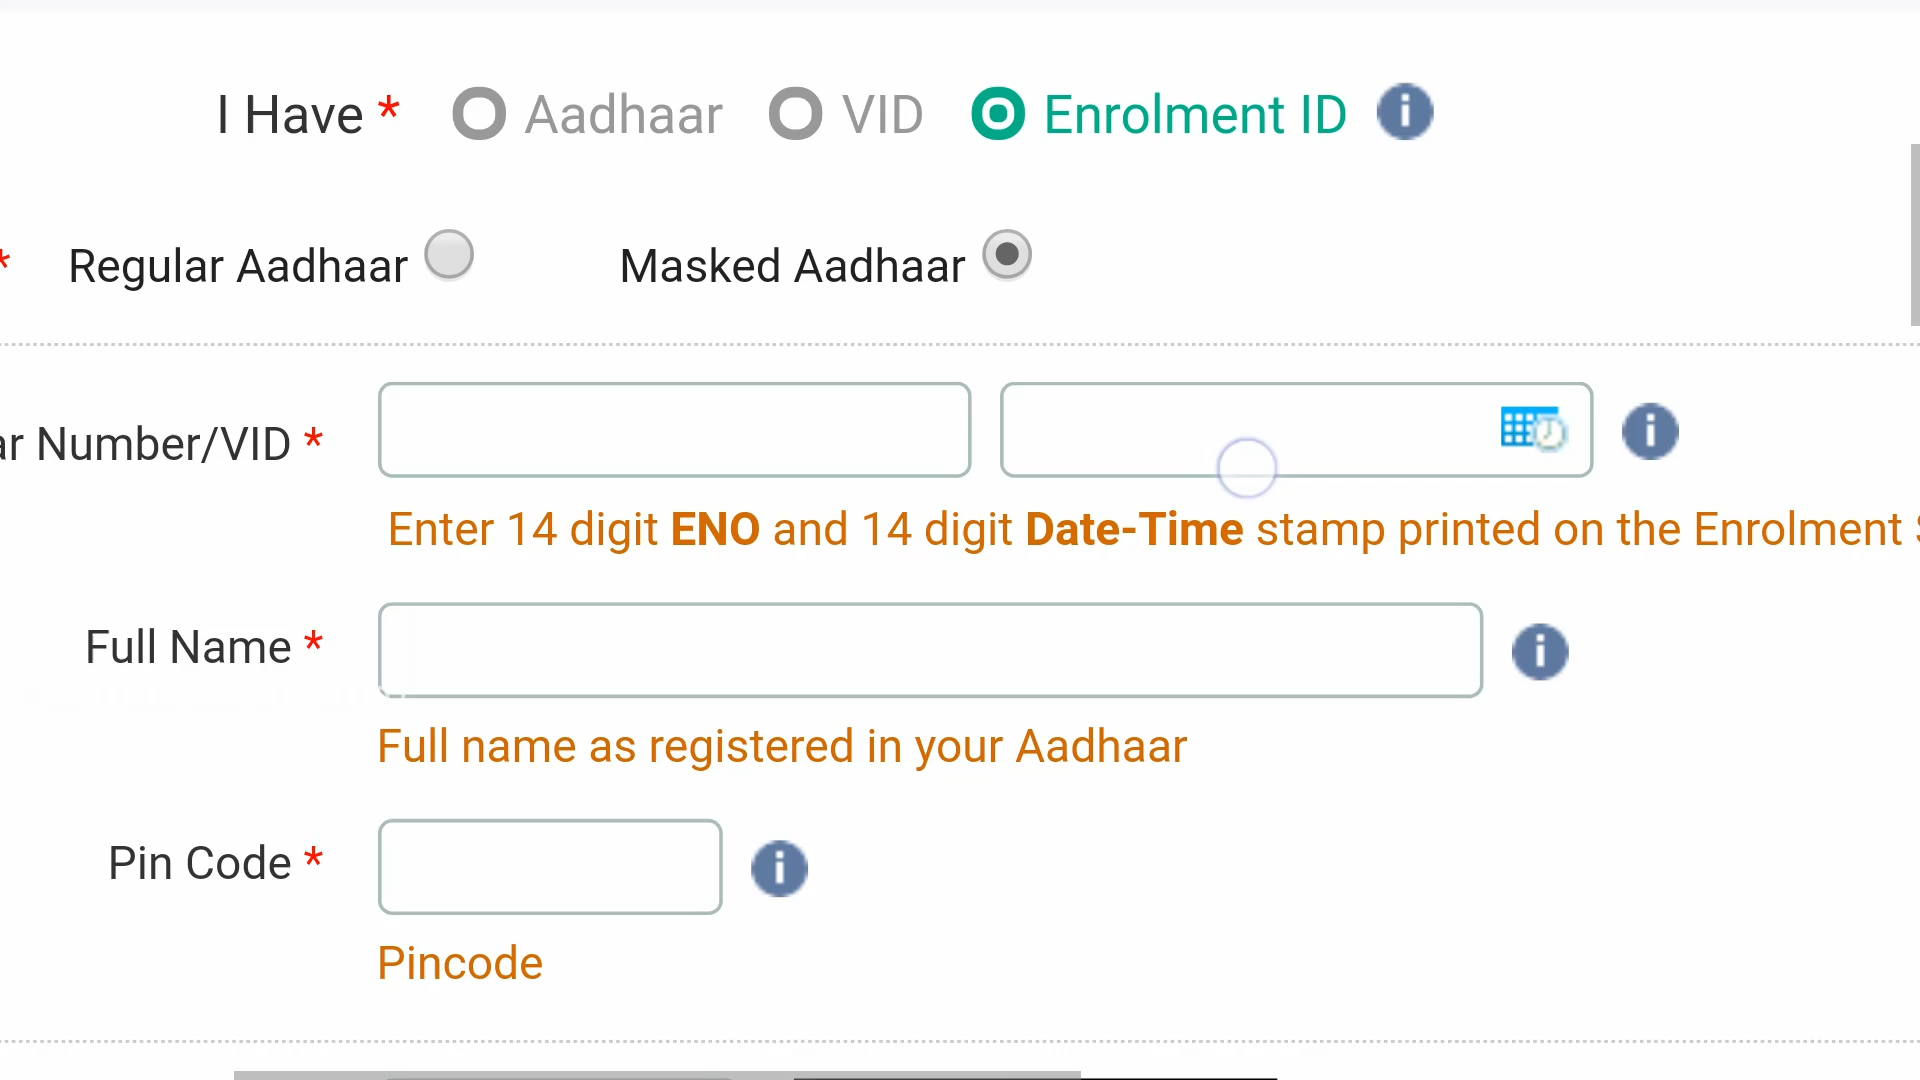 I Have * Aadhaar VID Enrolment ID i
* Regular Aadhaar Masked Aadhaar
Number/VID * i
Enter 14 digit ENO and 14 digit Date-Time stamp printed on the Enrolment
Full Name * i
Full name as registered in your Aadhaar
Pin Code * i
Pincode